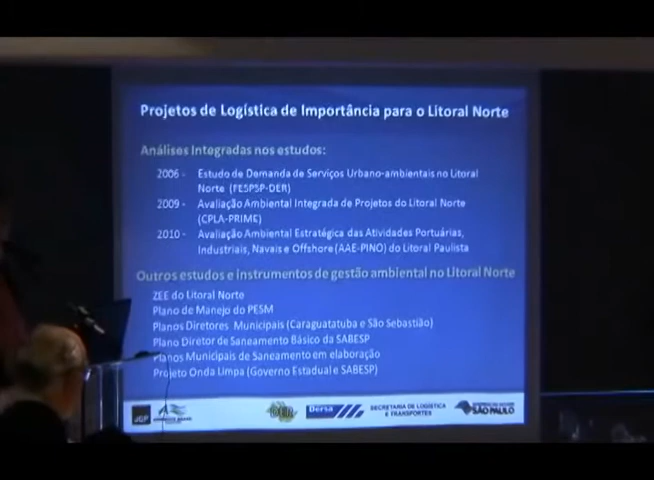 Projetos de Logística de Importância para o Litoral Norte
Análises Integradas nos estudos:
2006 - Estudo de Demanda de Serviços Urbano-ambientais no Litoral
Norte (FESPSP-DER)
2009 - Avaliação Ambiental Integrada de Projetos do Litoral Norte
(CPLA-PRIME)
2010 - Avaliação Ambiental Estratégica das Atividades Portuárias,
Industriais, Navais e Offshore (AAE-PINO) do Litoral Paulista
Outros estudos e instrumentos de gestão ambiental no Litoral Norte
ZEE do Litoral Norte
Plano de Manejo do PESM
Planos Diretores Municipais (Caraguatatuba e São Sebastião)
Plano Diretor de Saneamento Básico da SABESP
Planos Municipais de Saneamento em elaboração
Projeto Onda Limpa (Governo Estadual e SABESP)
DER Dersa SECRETARIA DE LOGÍSTICA
E TRANSPORTES
SÃO PAULO